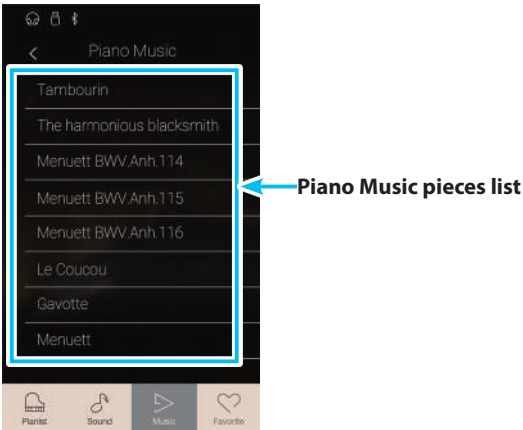 Piano Music
Tambourin
The harmonious blacksmith
Menuett BWV.Anh.114
Menuett BWV.Anh.115
Piano Music pieces list
Menuett BWV.Anh.116
Le Coucou
Gavotte
Menuett
Pianist Sound Music Favorite